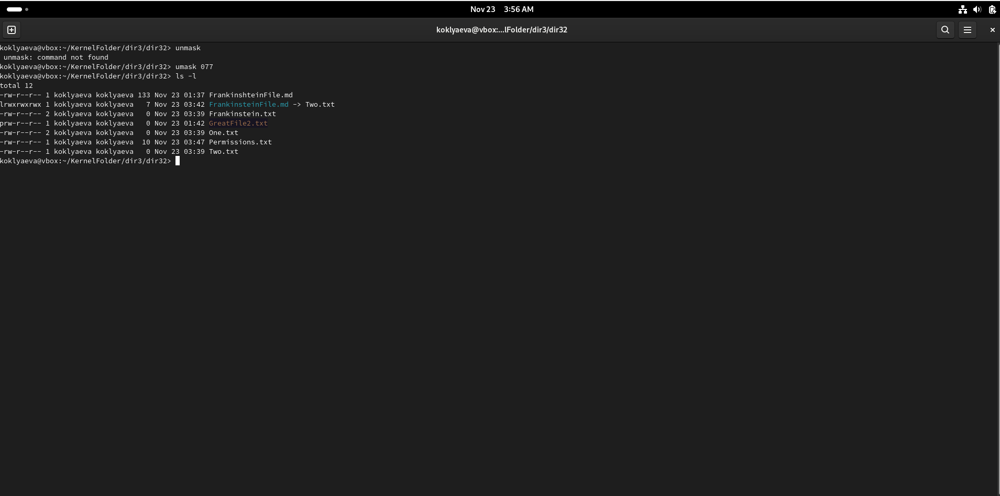 Nov 23 3:56 AM
koklyaeva@vbox:...lFolder/dir3/dir32
koklyaeva@vbox:~/KernelFolder/dir3/dir32> unmask
unmask: command not found
koklyaeva@vbox:~/KernelFolder/dir3/dir32> umask 077
koklyaeva@vbox:~/KernelFolder/dir3/dir32> ls -l
total 12
-rw-r--r-- 1 koklyaeva koklyaeva 133 Nov 23 01:37 FrankinshteinFile.md
lrwxrwxrwx 1 koklyaeva koklyaeva   7 Nov 23 03:42 FrankinsteinFile.md -> Two.txt
-rw-r--r-- 2 koklyaeva koklyaeva   0 Nov 23 03:39 Frankinstein.txt
prw-r--r-- 1 koklyaeva koklyaeva   0 Nov 23 01:42 GreatFile2.txt
-rw-r--r-- 2 koklyaeva koklyaeva   0 Nov 23 03:39 One.txt
-rw-r--r-- 1 koklyaeva koklyaeva  10 Nov 23 03:47 Permissions.txt
-rw-r--r-- 1 koklyaeva koklyaeva   0 Nov 23 03:39 Two.txt
koklyaeva@vbox:~/KernelFolder/dir3/dir32>